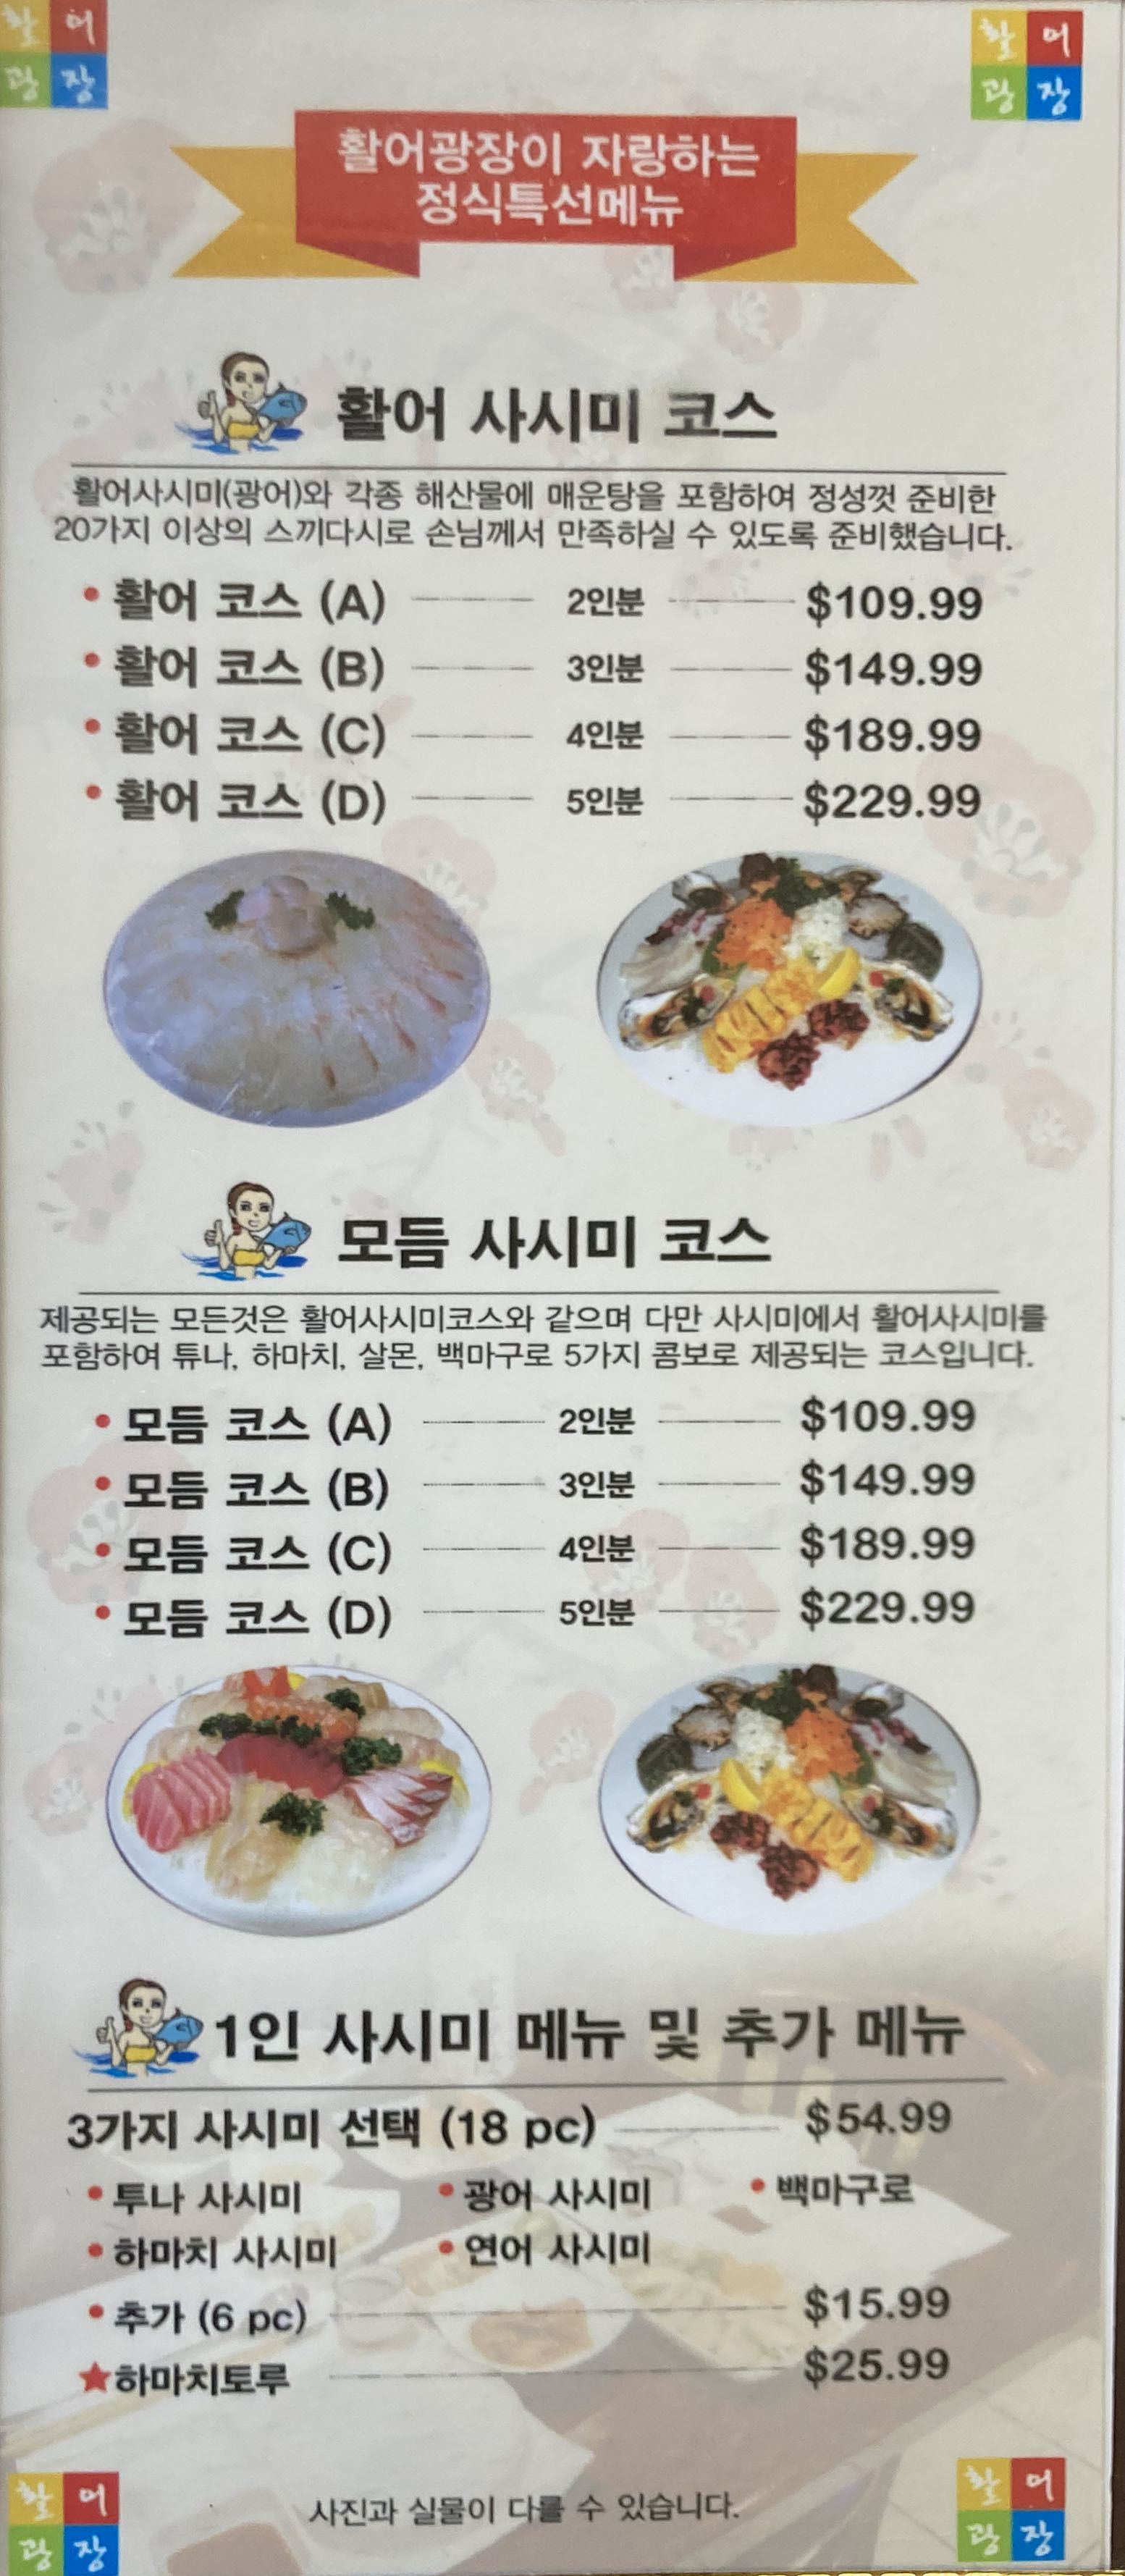 활어
광장
활어
광장
활어광장이 자랑하는
정식특선메뉴
활어 사시미 코스
활어사시미(광어)와 각종 해산물에 매운탕을 포함하여 정성껏 준비한
20가지 이상의 스끼다시로 손님께서 만족하실 수 있도록 준비했습니다.
• 활어 코스 (A) 2인분 $109.99
• 활어 코스 (B) 3인분 $149.99
• 활어 코스 (C) 4인분 $189.99
• 활어 코스 (D) 5인분 $229.99
모듬 사시미 코스
제공되는 모든것은 활어사시미코스와 같으며 다만 사시미에서 활어사시미를
포함하여 튜나, 하마치, 살몬, 백마구로 5가지 콤보로 제공되는 코스입니다.
• 모듬 코스 (A) 2인분 $109.99
• 모듬 코스 (B) 3인분 $149.99
• 모듬 코스 (C) 4인분 $189.99
• 모듬 코스 (D) 5인분 $229.99
1인 사시미 메뉴 및 추가 메뉴
3가지 사시미 선택 (18 pc) $54.99
• 투나 사시미 • 광어 사시미 • 백마구로
• 하마치 사시미 • 연어 사시미
• 추가 (6 pc) $15.99
★하마치토루 $25.99
사진과 실물이 다를 수 있습니다.
활어
광장
활어
광장